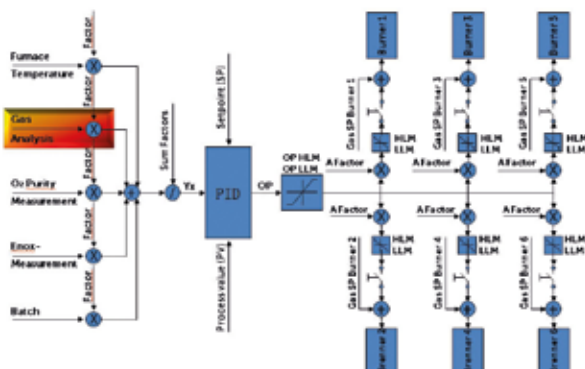 Factor
Furnace
Temperature
Factor
Gas
Analysis
Factor
O2 Purity
Measurement
Factor
Enox-
Measurement
Factor
Batch
Sum Factors
Yx
Setpoint (SP)
PID
Process value (PV)
OP
OP HLM
OP LLM
Burner 1
Burner 3
Burner 5
Gas SP Burner 1
Gas SP Burner 3
Gas SP Burner 5
HLM
LLM
HLM
LLM
HLM
LLM
A Factor
A Factor
A Factor
A Factor
A Factor
A Factor
HLM
LLM
HLM
LLM
HLM
LLM
Gas SP Burner 2
Gas SP Burner 4
Gas SP Burner 6